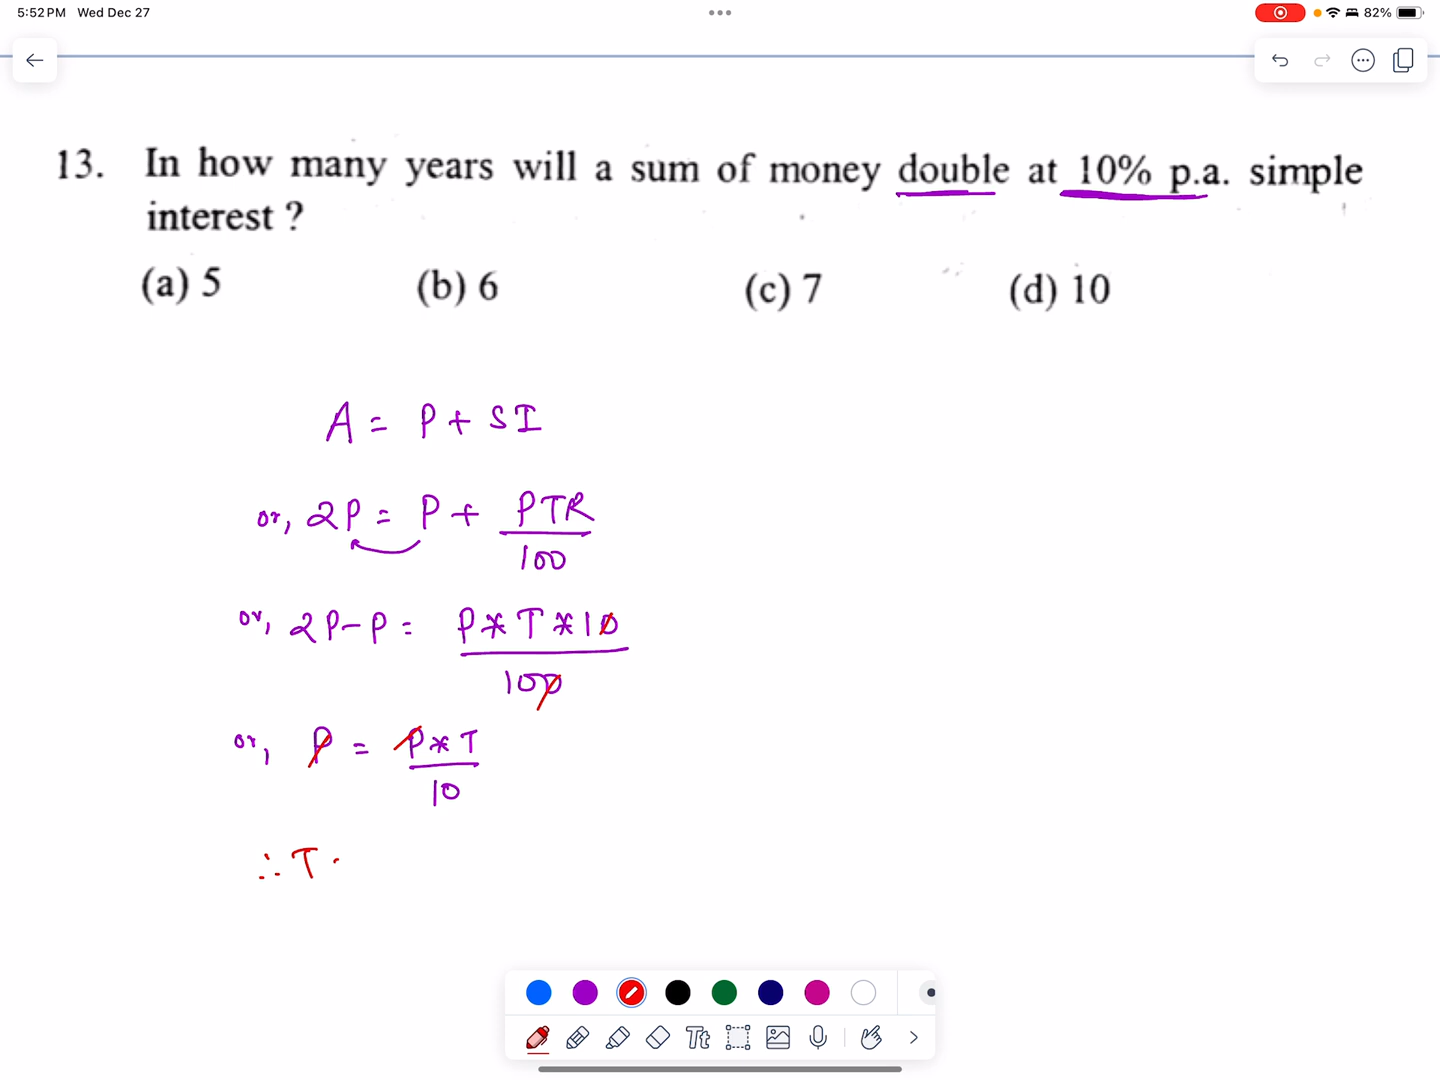 5:52 PM Wed Dec 27
82%
13. In how many years will a sum of money double at 10% p.a. simple
interest ?
(a) 5 (b) 6 (c) 7 (d) 10
A = P + SI
or, 2P = P + PTR
100
or, 2P - P = P * T * 10
100
or, P = P * T
10
∴ T
Tt